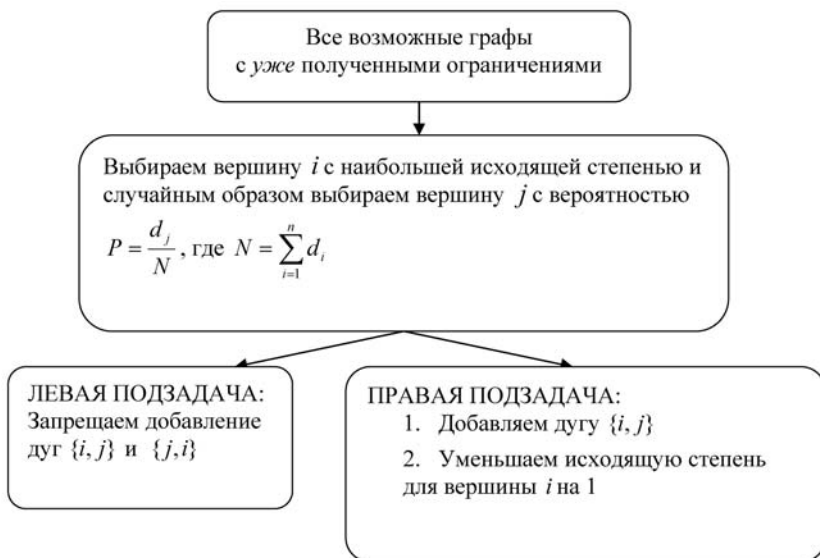 Все возможные графы
с уже полученными ограничениями
Выбираем вершину i с наибольшей исходящей степенью и
случайным образом выбираем вершину j с вероятностью
P = d_j / N, где N = \sum_{i=1}^{n} d_i
ЛЕВАЯ ПОДЗАДАЧА:
Запрещаем добавление
дуг {i, j} и {j,i}
ПРАВАЯ ПОДЗАДАЧА:
1. Добавляем дугу {i, j}
2. Уменьшаем исходящую степень
для вершины i на 1